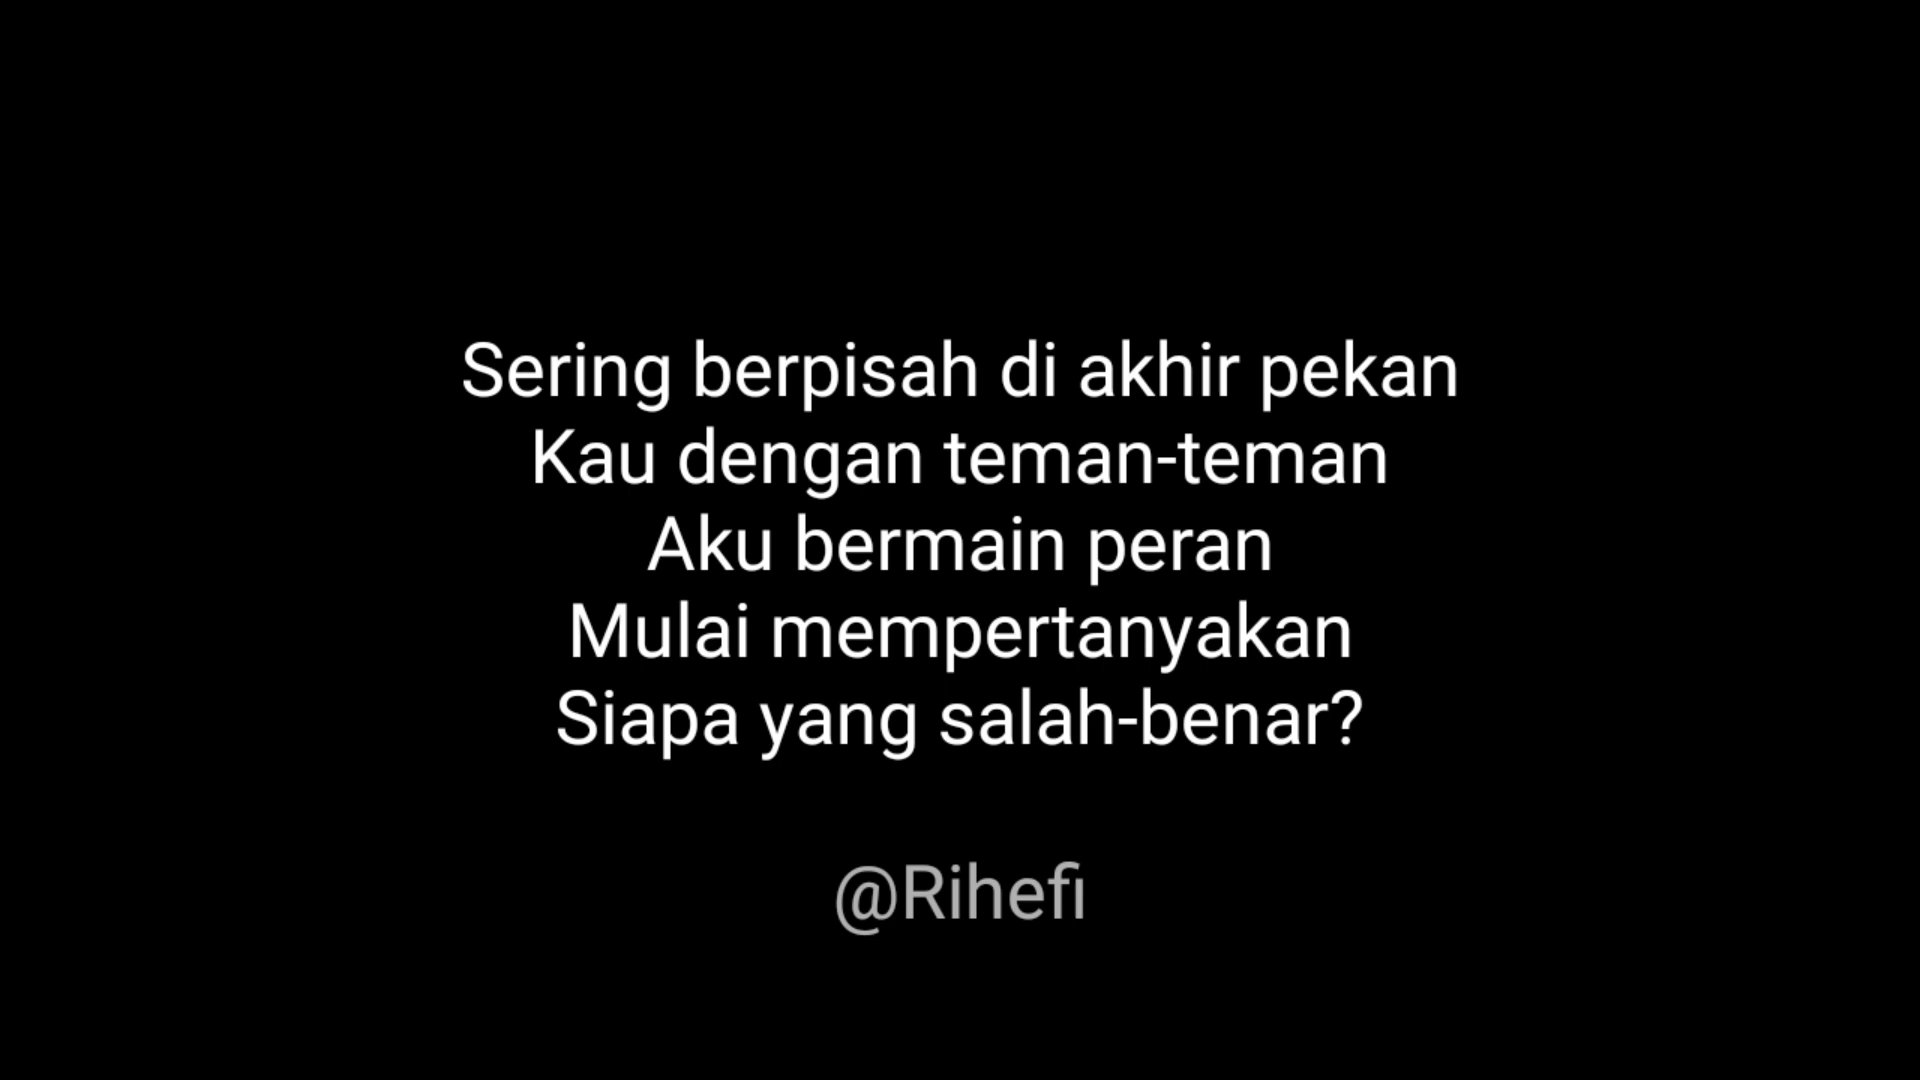 Sering berpisah di akhir pekan
Kau dengan teman-teman
Aku bermain peran
Mulai mempertanyakan
Siapa yang salah-benar?
@Rihefi